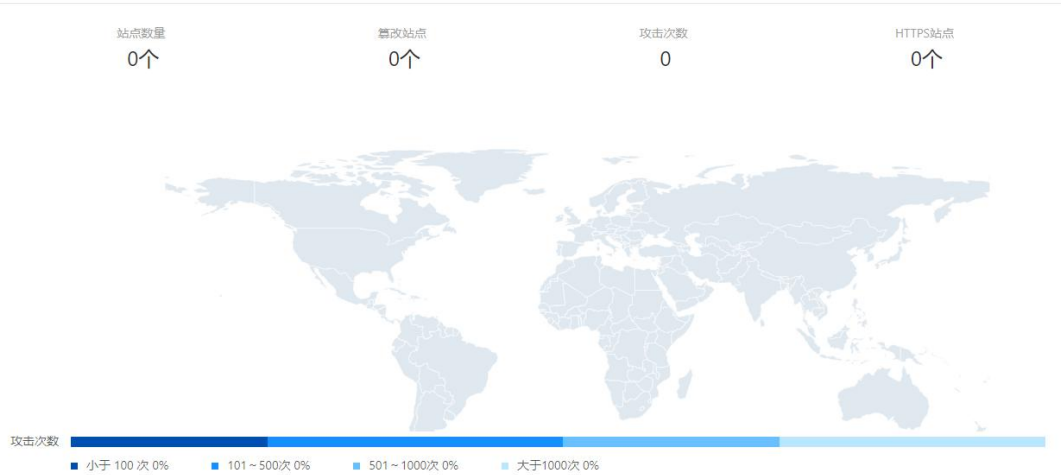 站点数量
0个
篡改站点
0个
攻击次数
0
HTTPS站点
0个
攻击次数
小于 100 次 0%
101～500次 0%
501～1000次 0%
大于1000次 0%